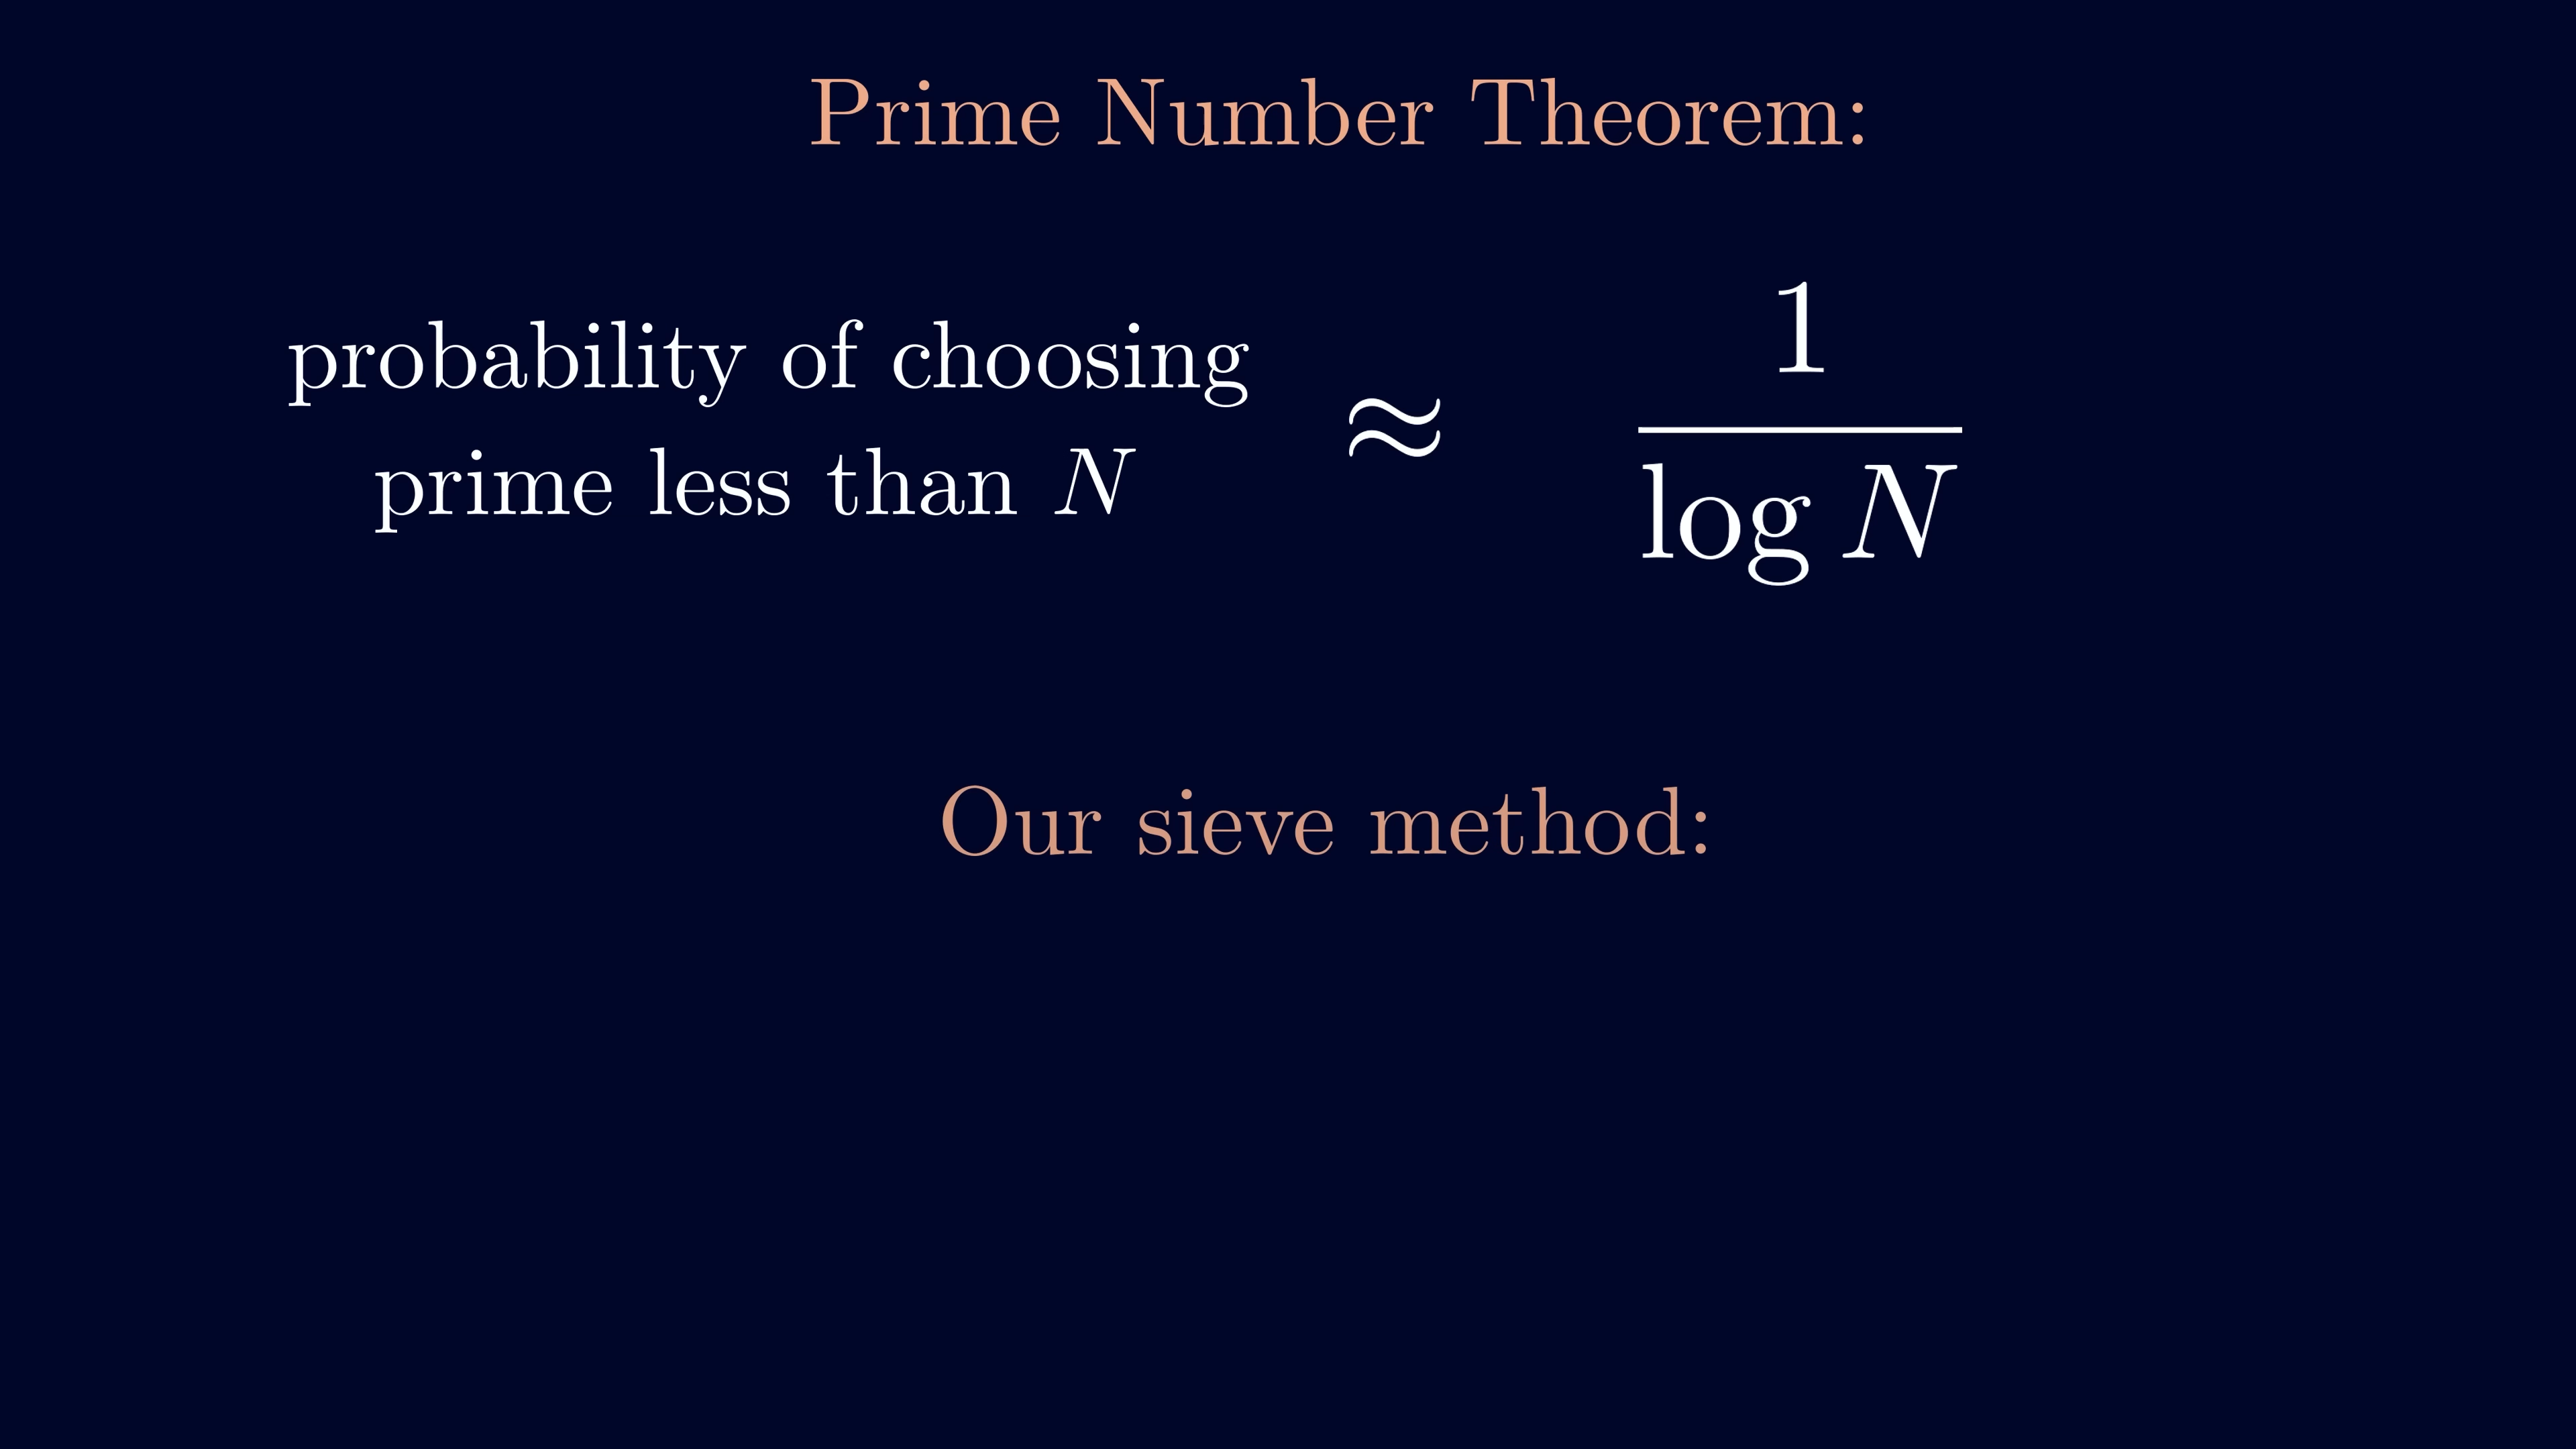 Prime Number Theorem:
probability of choosing
prime less than N
≈
1
log N
Our sieve method: